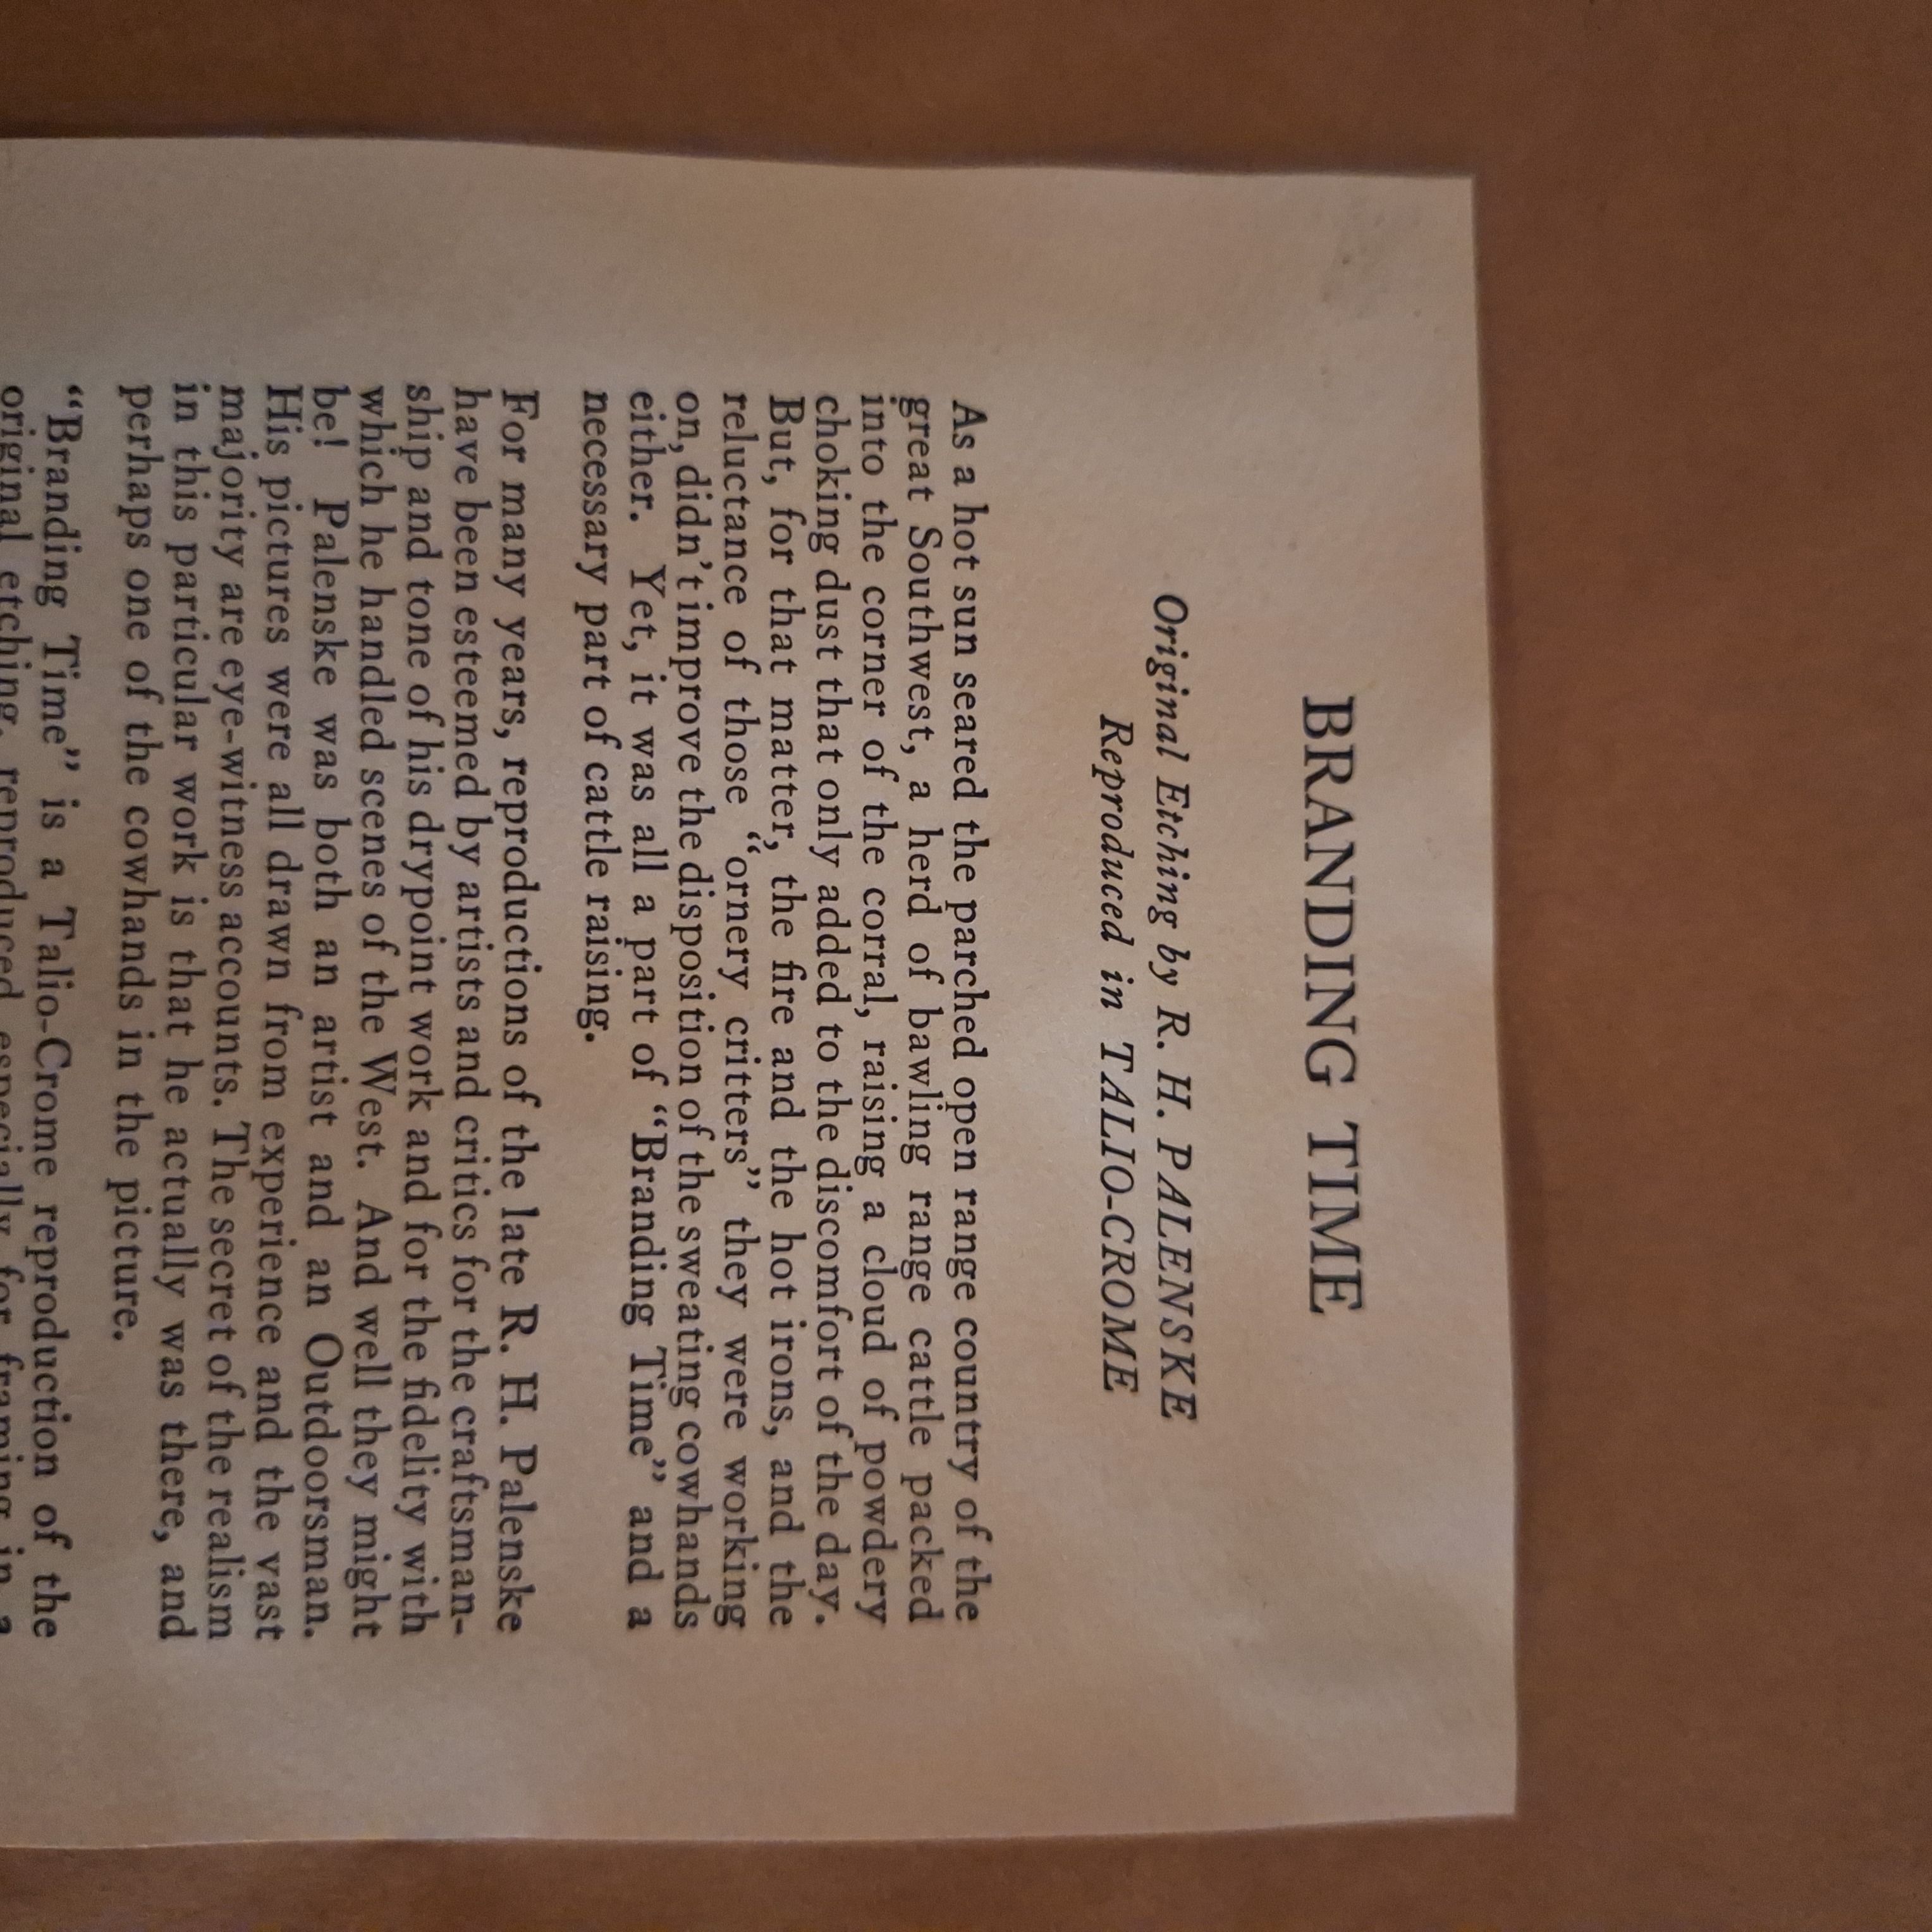 BRANDING TIME
Original Etching by R. H. PALENSKE
Reproduced in TALIO-CROME
As a hot sun seared the parched open range country of the
great Southwest, a herd of bawling range cattle packed
into the corner of the corral, raising a cloud of powdery
choking dust that only added to the discomfort of the day.
But, for that matter, the fire and the hot irons, and the
reluctance of those "ornery critters" they were working
on, didn't improve the disposition of the sweating cowhands
either. Yet, it was all a part of "Branding Time" and a
necessary part of cattle raising.
For many years, reproductions of the late R. H. Palenske
have been esteemed by artists and critics for the craftsman-
ship and tone of his drypoint work and for the fidelity with
which he handled scenes of the West. And well they might
be! Palenske was both an artist and an Outdoorsman.
His pictures were all drawn from experience and the vast
majority are eye-witness accounts. The secret of the realism
in this particular work is that he actually was there, and
perhaps one of the cowhands in the picture.
"Branding Time" is a Talio-Crome reproduction of the
original etching, reproduced especially for framing in a